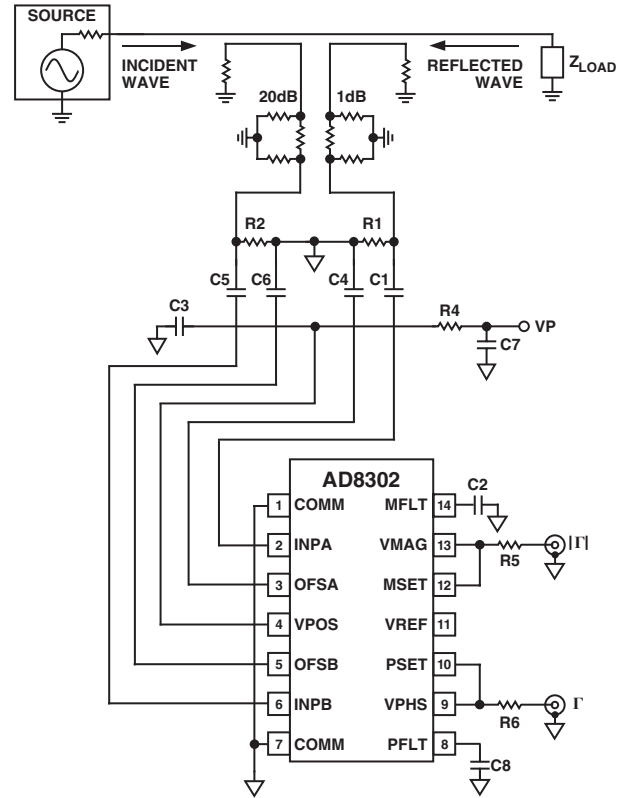 SOURCE
INCIDENT
WAVE
REFLECTED
WAVE
ZLOAD
20dB
1dB
R2
R1
C5
C6
C4
C1
C3
R4
VP
C7
AD8302
1 COMM
MFLT 14
C2
2 INPA
VMAG 13
R5
|Γ|
3 OFSA
MSET 12
4 VPOS
VREF 11
5 OFSB
PSET 10
6 INPB
VPHS 9
R6
Γ
7 COMM
PFLT 8
C8